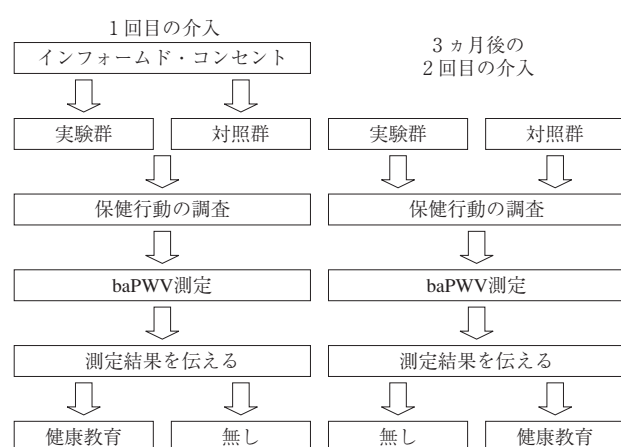 1回目の介入
インフォームド・コンセント
実験群
対照群
保健行動の調査
baPWV測定
測定結果を伝える
健康教育
無し
3ヵ月後の
2回目の介入
実験群
対照群
保健行動の調査
baPWV測定
測定結果を伝える
無し
健康教育